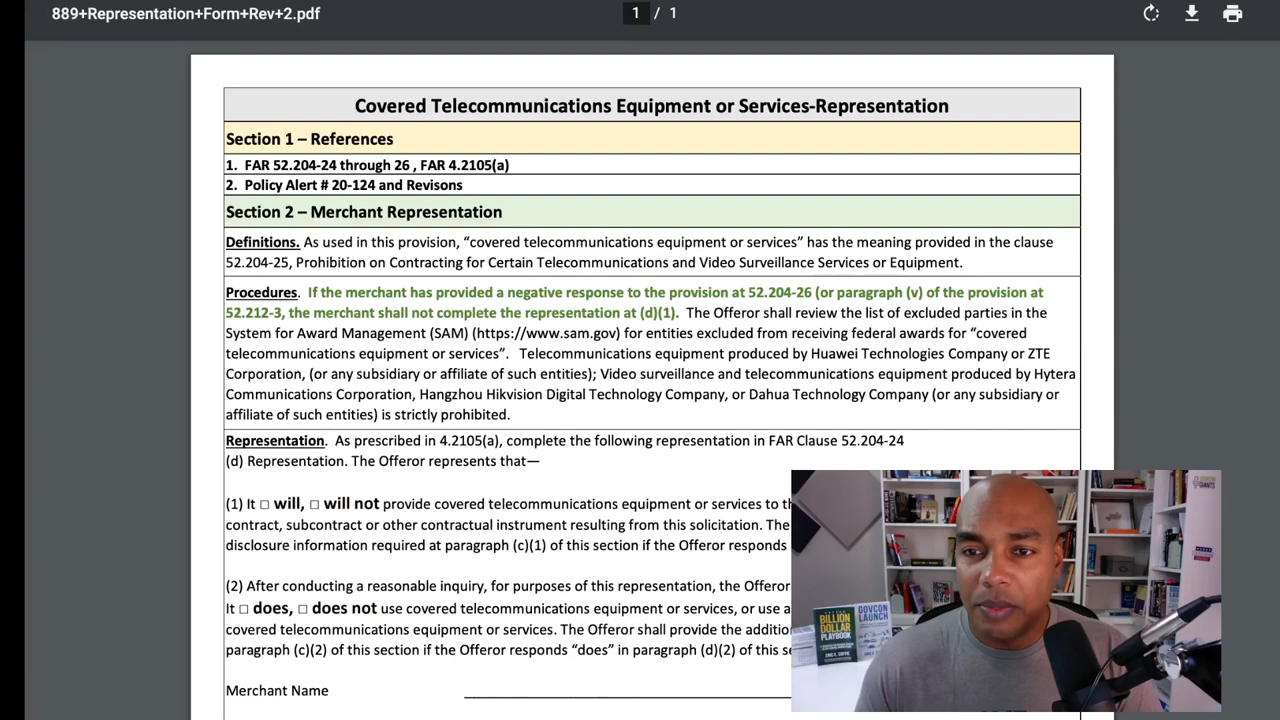 889+Representation+Form+Rev+2.pdf
1 / 1
Covered Telecommunications Equipment or Services-Representation
Section 1 – References
1. FAR 52.204-24 through 26 , FAR 4.2105(a)
2. Policy Alert # 20-124 and Revisons
Section 2 – Merchant Representation
Definitions. As used in this provision, “covered telecommunications equipment or services” has the meaning provided in the clause
52.204-25, Prohibition on Contracting for Certain Telecommunications and Video Surveillance Services or Equipment.
Procedures. If the merchant has provided a negative response to the provision at 52.204-26 (or paragraph (v) of the provision at
52.212-3, the merchant shall not complete the representation at (d)(1). The Offeror shall review the list of excluded parties in the
System for Award Management (SAM) (https://www.sam.gov) for entities excluded from receiving federal awards for “covered
telecommunications equipment or services”. Telecommunications equipment produced by Huawei Technologies Company or ZTE
Corporation, (or any subsidiary or affiliate of such entities); Video surveillance and telecommunications equipment produced by Hytera
Communications Corporation, Hangzhou Hikvision Digital Technology Company, or Dahua Technology Company (or any subsidiary or
affiliate of such entities) is strictly prohibited.
Representation. As prescribed in 4.2105(a), complete the following representation in FAR Clause 52.204-24
(d) Representation. The Offeror represents that—
(1) It □ will, □ will not provide covered telecommunications equipment or services to th
contract, subcontract or other contractual instrument resulting from this solicitation. The
disclosure information required at paragraph (c)(1) of this section if the Offeror responds
(2) After conducting a reasonable inquiry, for purposes of this representation, the Offeror
It □ does, □ does not use covered telecommunications equipment or services, or use a
covered telecommunications equipment or services. The Offeror shall provide the additio
paragraph (c)(2) of this section if the Offeror responds “does” in paragraph (d)(2) of this se
Merchant Name
BILLION
DOLLAR
PLAYBOOK
GOVCON
LAUNCH
GIANTS